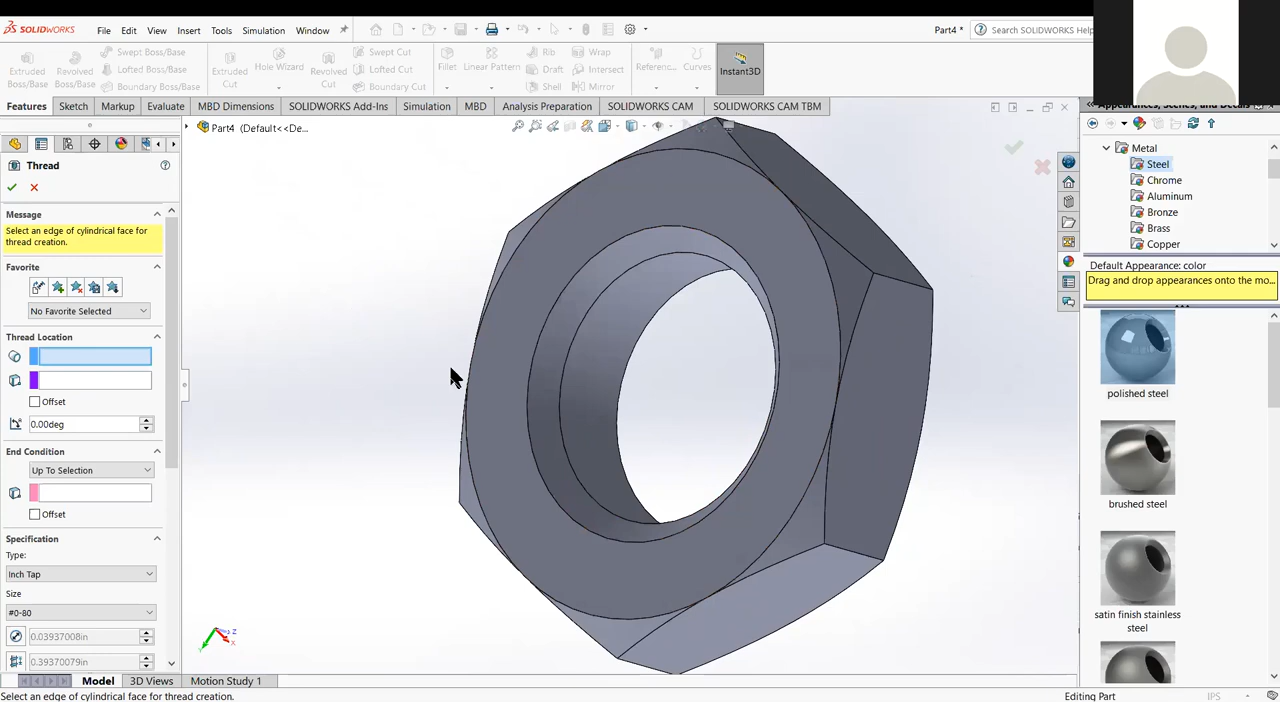 SOLIDWORKS File Edit View Insert Tools Simulation Window Part4 * Search SOLIDWORKS Help
Extruded Boss/Base Revolved Boss/Base Swept Boss/Base Lofted Boss/Base Boundary Boss/Base Extruded Cut Hole Wizard Revolved Cut Swept Cut Lofted Cut Boundary Cut Fillet Linear Pattern Rib Draft Shell Wrap Intersect Mirror Referenc... Curves Instant3D
Features Sketch Markup Evaluate MBD Dimensions SOLIDWORKS Add-Ins Simulation MBD Analysis Preparation SOLIDWORKS CAM SOLIDWORKS CAM TBM
Appearances, Scenes, and Decals
Part4 (Default<<De...
Thread
Message
Select an edge of cylindrical face for
thread creation.
Favorite
No Favorite Selected
Thread Location
Offset
0.00deg
End Condition
Up To Selection
Offset
Specification
Type:
Inch Tap
Size
#0-80
0.03937008in
0.39370079in
Metal
Steel
Chrome
Aluminum
Bronze
Brass
Copper
Default Appearance: color
Drag and drop appearances onto the mo...
polished steel
brushed steel
satin finish stainless
steel
Z
X
Y
Model 3D Views Motion Study 1
Select an edge of cylindrical face for thread creation. Editing Part IPS